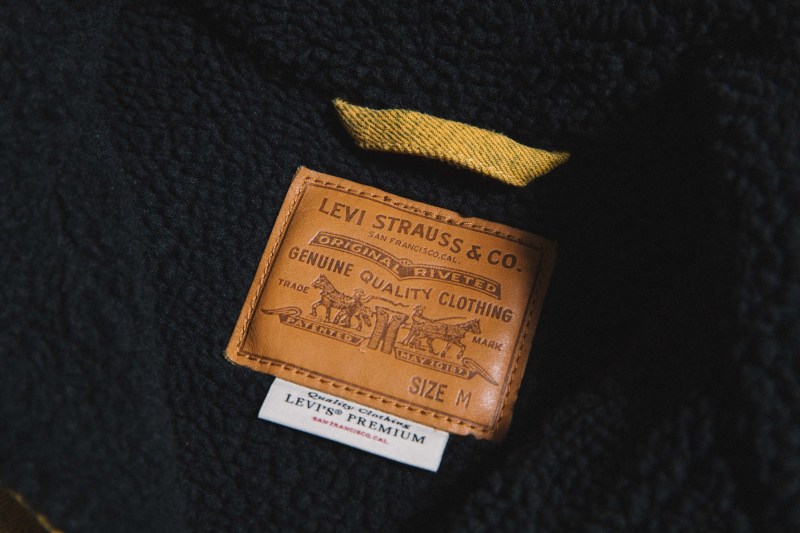 LEVI STRAUSS & CO.
SAN FRANCISCO, CAL.
ORIGINAL RIVETED
GENUINE QUALITY CLOTHING
TRADE MARK
PATENTED MAY 20 187
SIZE M
Quality Clothing
LEVI'S® PREMIUM
SAN FRANCISCO, CAL.